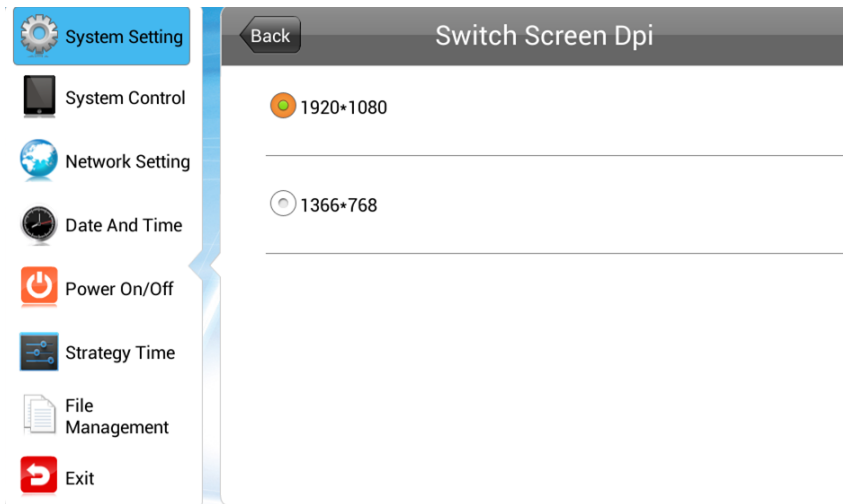 System Setting
System Control
Network Setting
Date And Time
Power On/Off
Strategy Time
File
Management
Exit
Back
Switch Screen Dpi
1920*1080
1366*768